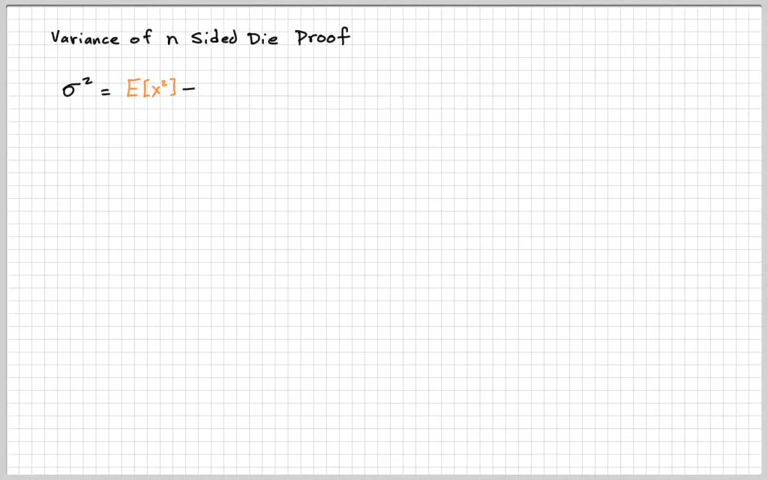 Variance of n Sided Die Proof
σ² = E[x²] -